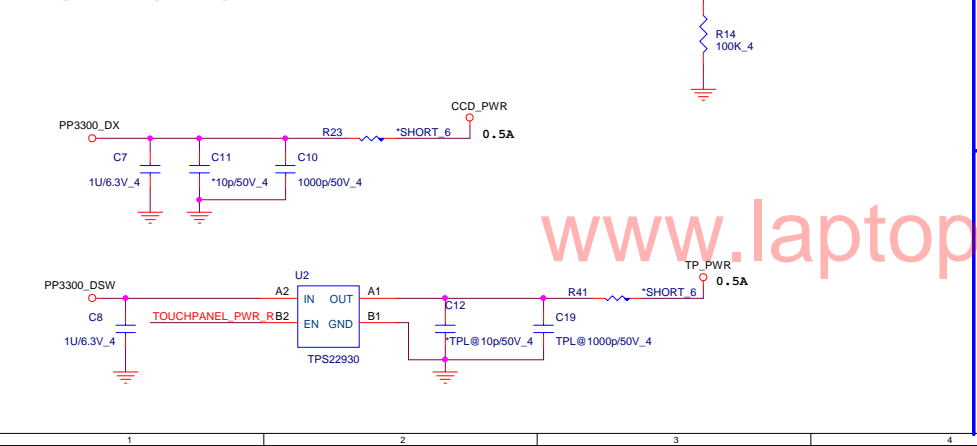 R14
100K_4
CCD_PWR
PP3300_DX
R23
*SHORT_6
0.5A
C7
C11
C10
1U/6.3V_4
*10p/50V_4
1000p/50V_4
www.laptop
TP_PWR
PP3300_DSW
U2
0.5A
A2
IN
OUT
A1
R41
*SHORT_6
C8
TOUCHPANEL_PWR_R
B2
EN
GND
B1
C12
C19
1U/6.3V_4
*TPL@10p/50V_4
TPL@1000p/50V_4
TPS22930
1
2
3
4